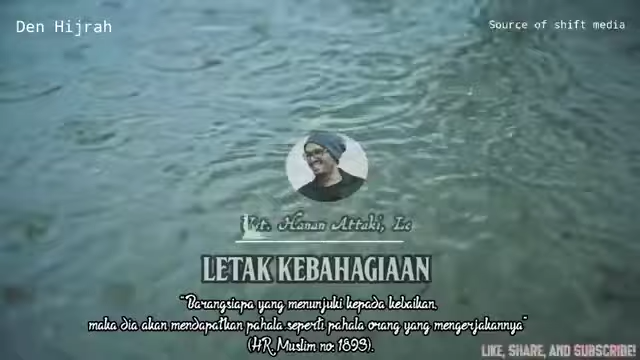 Den Hijrah
Source of shift media
Ust. Hanan Attaki, Lc
LETAK KEBAHAGIAAN
"Barangsiapa yang menunjuki kepada kebaikan,
maka dia akan mendapatkan pahala seperti pahala orang yang mengerjakannya"
(HR. Muslim no: 1893).
LIKE, SHARE, AND SUBSCRIBE!